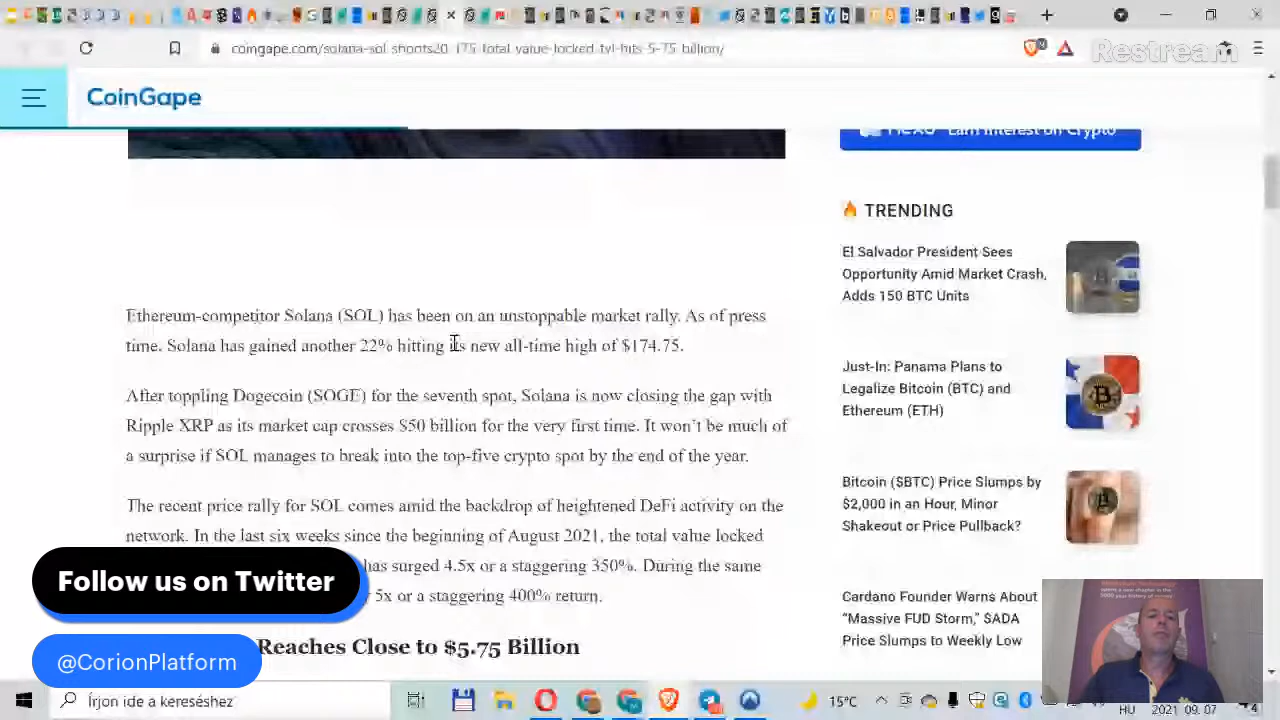 coingape.com/solana-sol-shoots20-175-total-value-locked-tvl-hits-5-75-billion/
Restream
CoinGape
Earn Interest on Crypto
TRENDING
El Salvador President Sees
Opportunity Amid Market Crash,
Adds 150 BTC Units
Ethereum-competitor Solana (SOL) has been on an unstoppable market rally. As of press
time. Solana has gained another 22% hitting its new all-time high of $174.75.
Just-In: Panama Plans to
Legalize Bitcoin (BTC) and
Ethereum (ETH)
After toppling Dogecoin (SOGE) for the seventh spot, Solana is now closing the gap with
Ripple XRP as its market cap crosses $50 billion for the very first time. It won't be much of
a surprise if SOL manages to break into the top-five crypto spot by the end of the year.
Bitcoin ($BTC) Price Slumps by
$2,000 in an Hour, Minor
Shakeout or Price Pullback?
The recent price rally for SOL comes amid the backdrop of heightened DeFi activity on the
network. In the last six weeks since the beginning of August 2021, the total value locked
has surged 4.5x or a staggering 350%. During the same
5x or a staggering 400% return.
Cardano Founder Warns About
“Massive FUD Storm,” $ADA
Price Slumps to Weekly Low
Reaches Close to $5.75 Billion
Follow us on Twitter
@CorionPlatform
Írjon ide a kereséshez
15°C
HU
2021. 09. 07